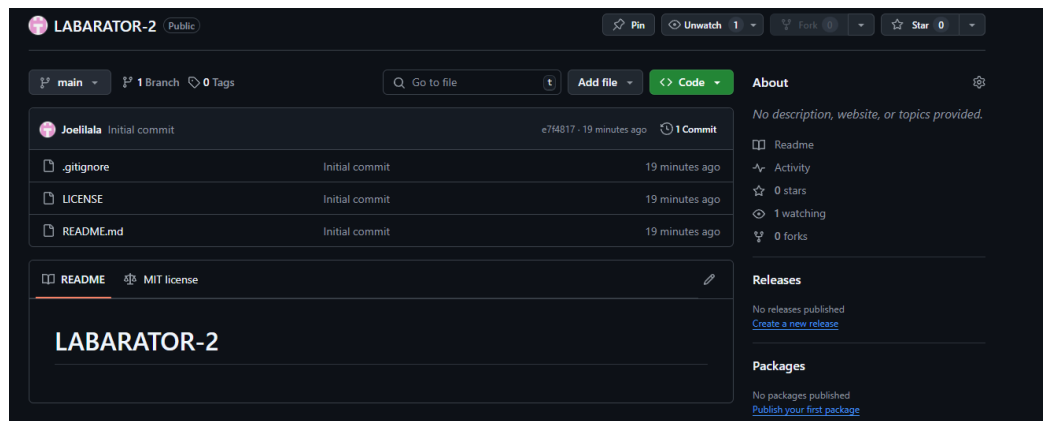 LABARATOR-2 Public
Pin Unwatch 1 Fork 0 Star 0
main 1 Branch 0 Tags Go to file t Add file Code
Joelilala Initial commit e7f4817 · 19 minutes ago 1 Commit
.gitignore Initial commit 19 minutes ago
LICENSE Initial commit 19 minutes ago
README.md Initial commit 19 minutes ago
README MIT license
LABARATOR-2
About
No description, website, or topics provided.
Readme
Activity
0 stars
1 watching
0 forks
Releases
No releases published
Create a new release
Packages
No packages published
Publish your first package